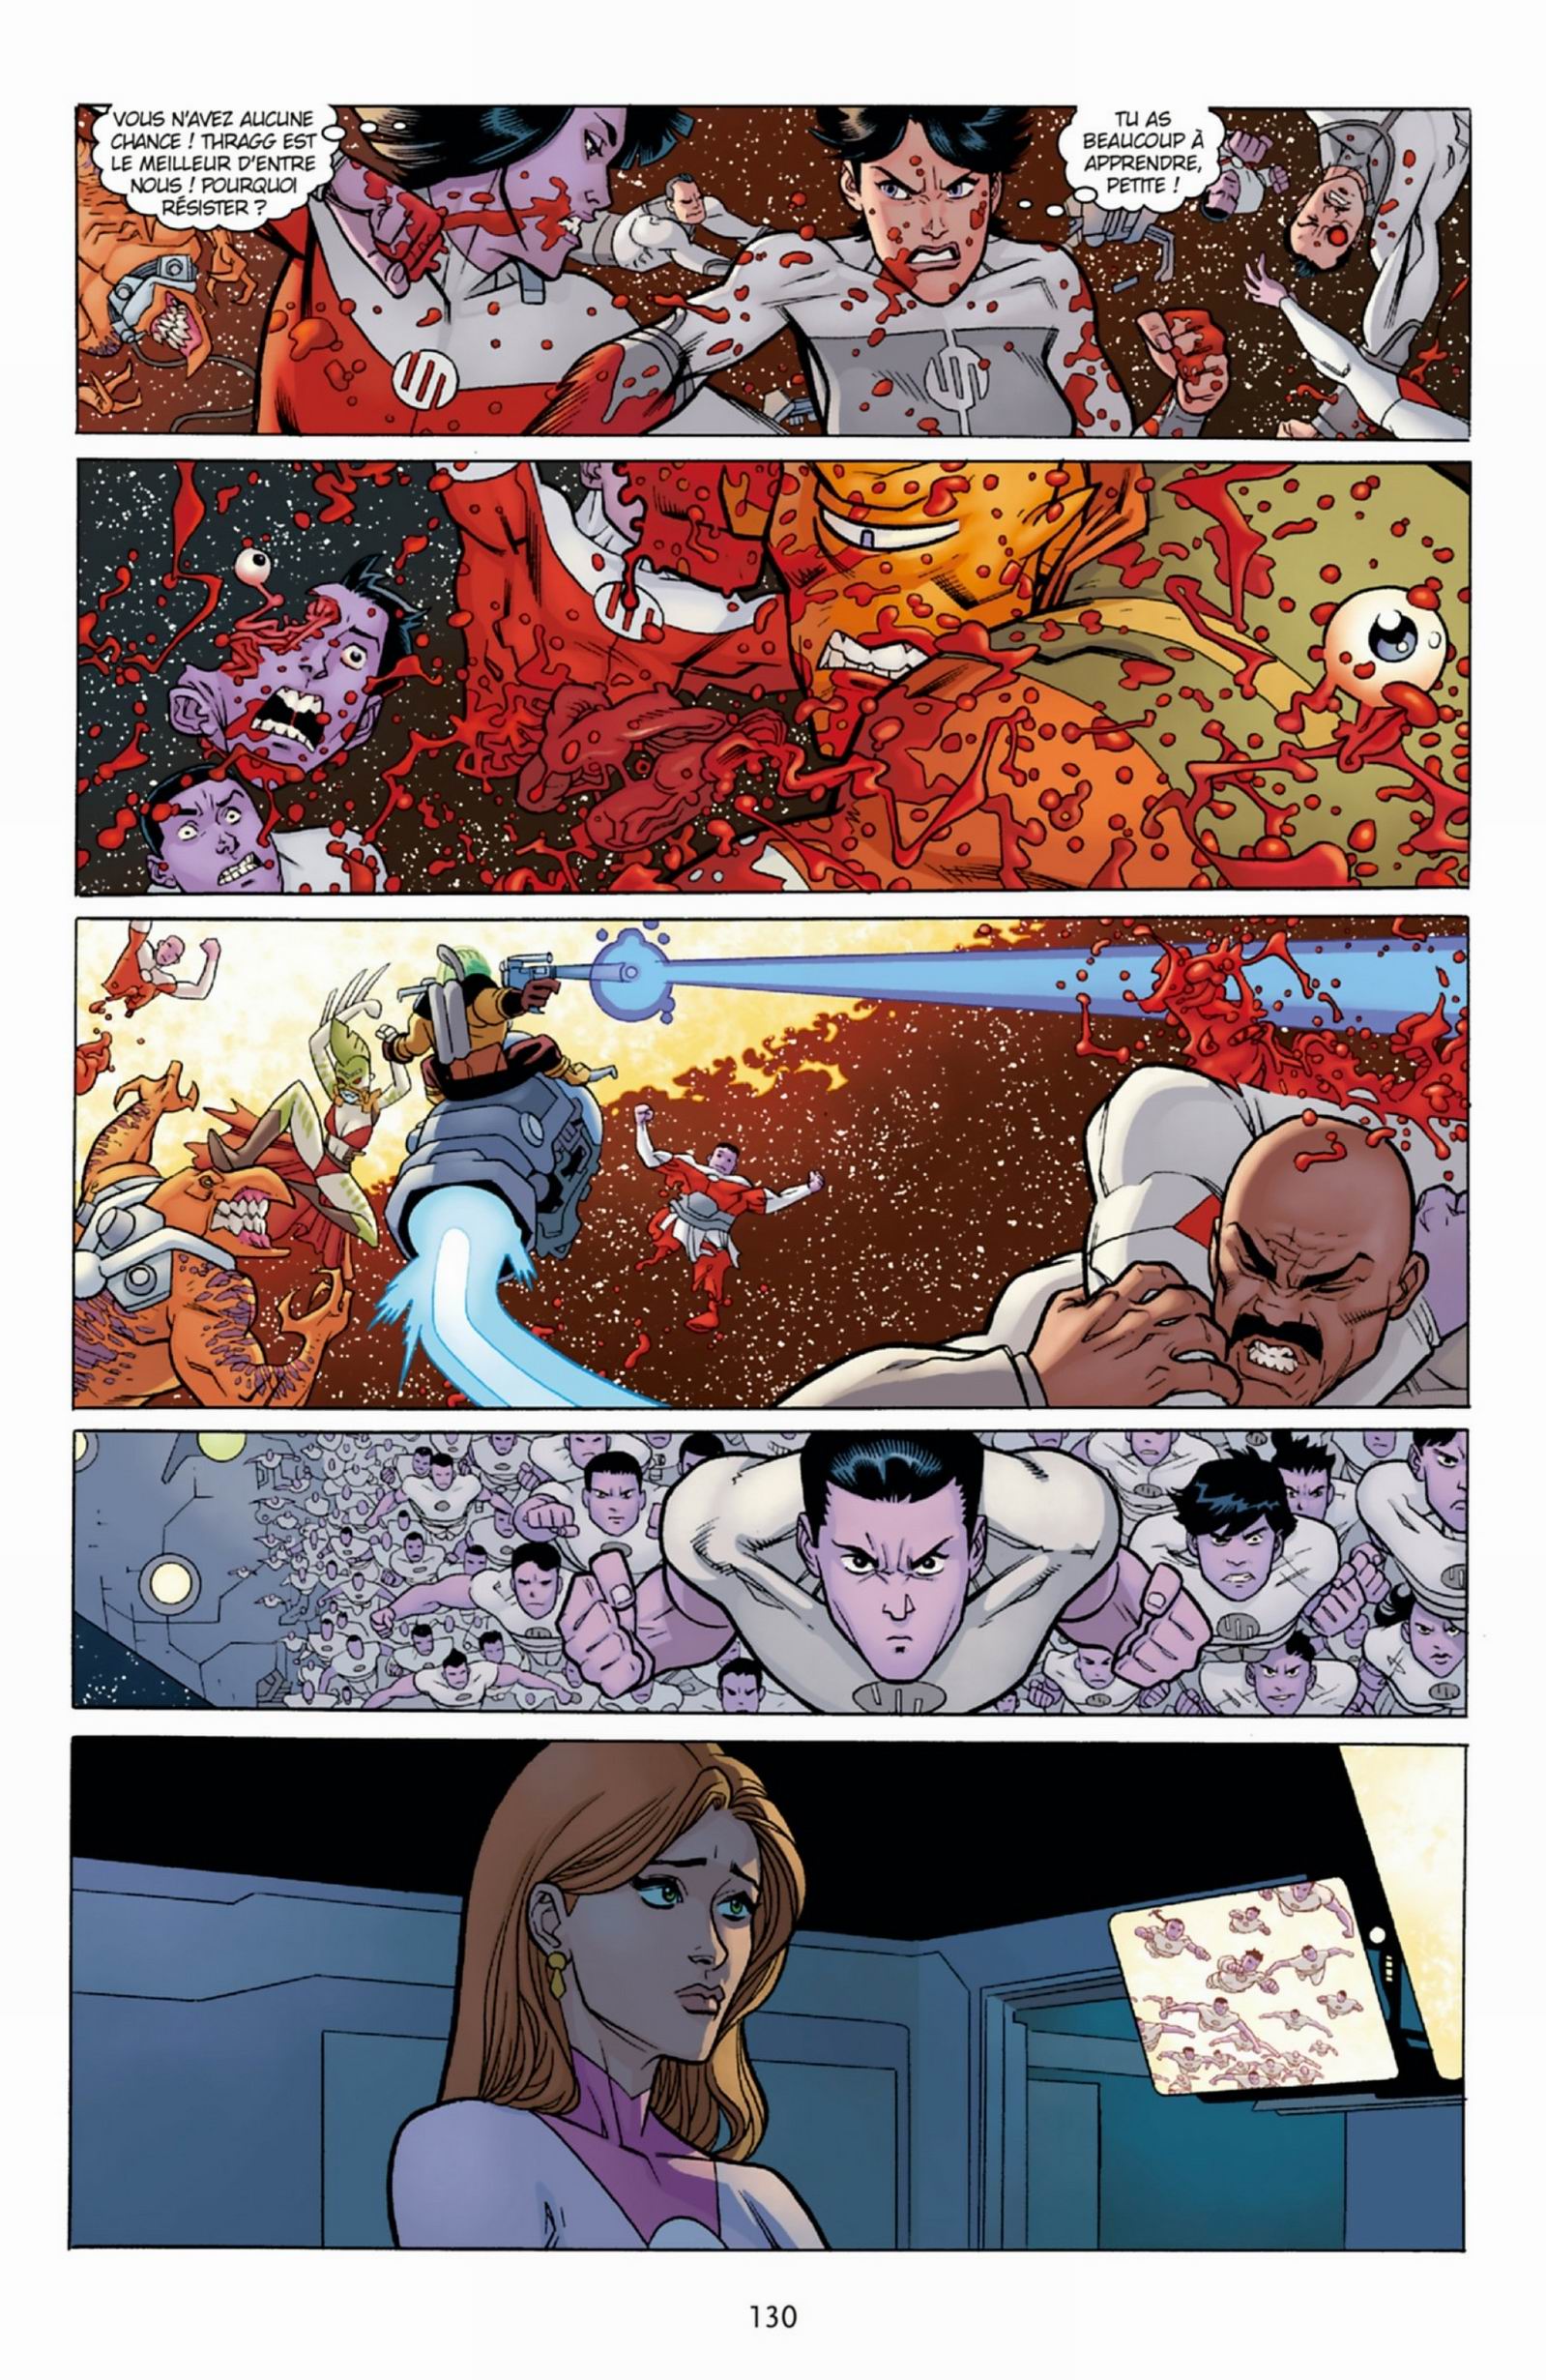 VOUS N'AVEZ AUCUNE
CHANCE ! THRAGG EST
LE MEILLEUR D'ENTRE
NOUS ! POURQUOI
RÉSISTER ?
TU AS
BEAUCOUP À
APPRENDRE,
PETITE !
130